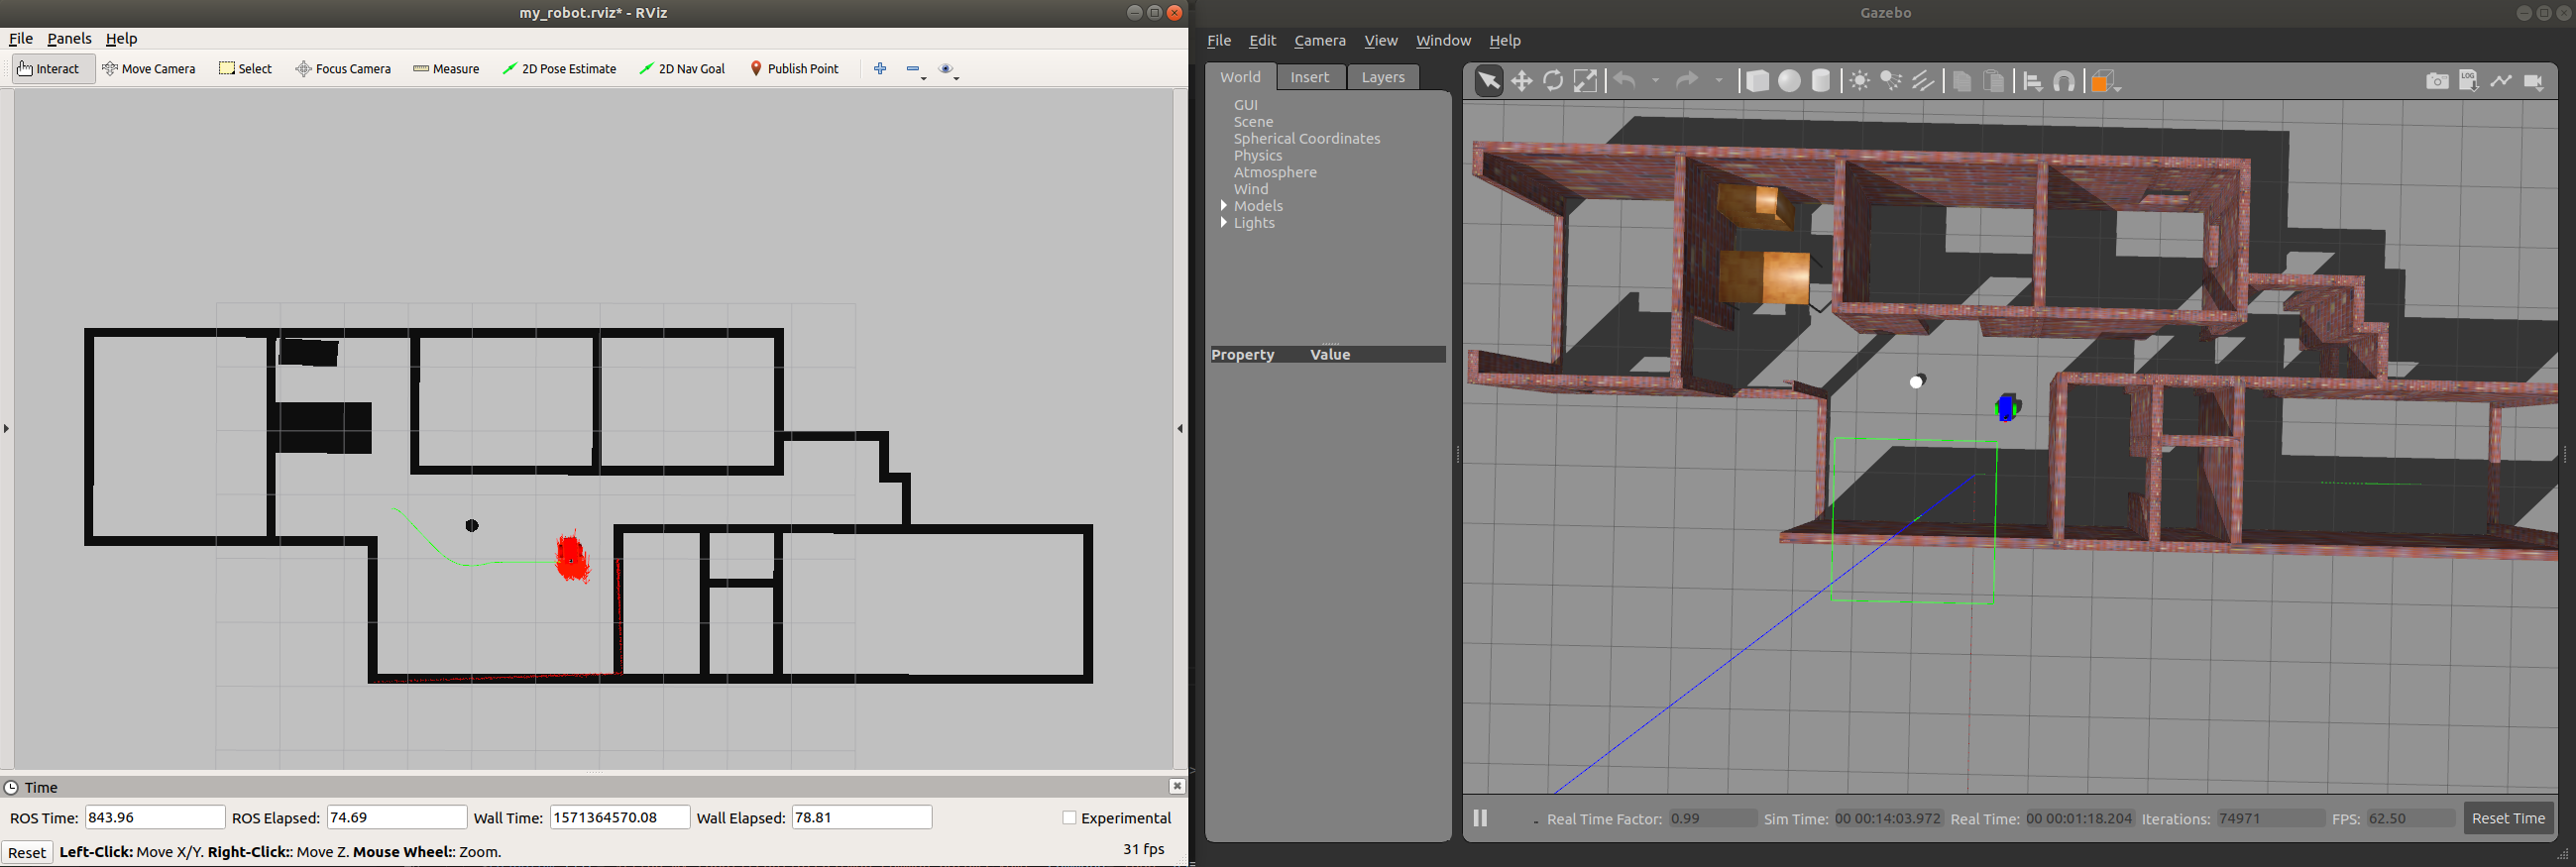 my_robot.rviz* - RViz
File Panels Help
Interact Move Camera Select Focus Camera Measure 2D Pose Estimate 2D Nav Goal Publish Point
Time
ROS Time: 843.96 ROS Elapsed: 74.69 Wall Time: 1571364570.08 Wall Elapsed: 78.81 Experimental
Reset Left-Click: Move X/Y. Right-Click:: Move Z. Mouse Wheel:: Zoom. 31 fps
Gazebo
File Edit Camera View Window Help
World Insert Layers
LOG
GUI
Scene
Spherical Coordinates
Physics
Atmosphere
Wind
Models
Lights
Property Value
Real Time Factor: 0.99 Sim Time: 00 00:14:03.972 Real Time: 00 00:01:18.204 Iterations: 74971 FPS: 62.50 Reset Time